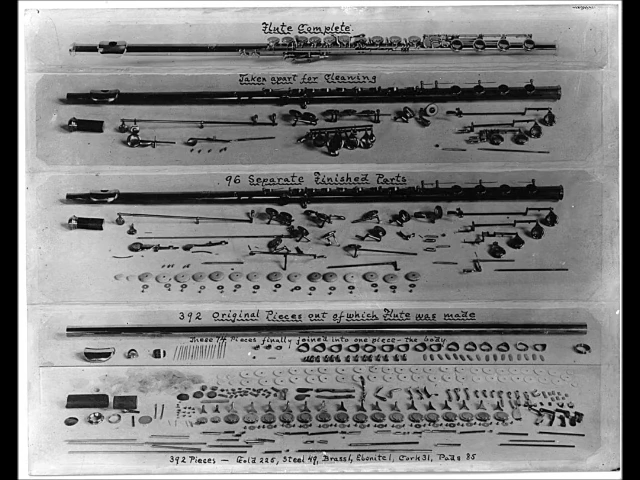 Flute Complete.
Taken apart for Cleaning
96 Separate Finished Parts
392 Original Pieces out of which Flute was made
These 74 Pieces finally joined into one piece - the body
392 Pieces — Gold 225, Steel 49, Brass 1, Ebonite 1, Cork 31, Pads 85